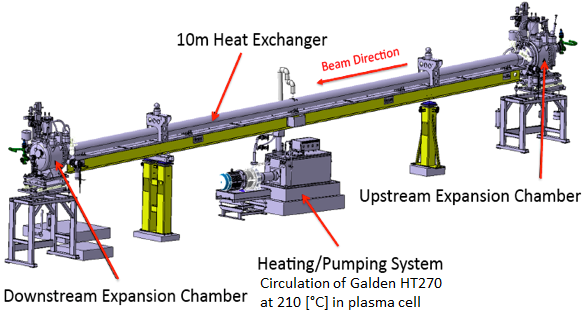 10m Heat Exchanger
Beam Direction
Upstream Expansion Chamber
Heating/Pumping System
Circulation of Galden HT270
at 210 [°C] in plasma cell
Downstream Expansion Chamber